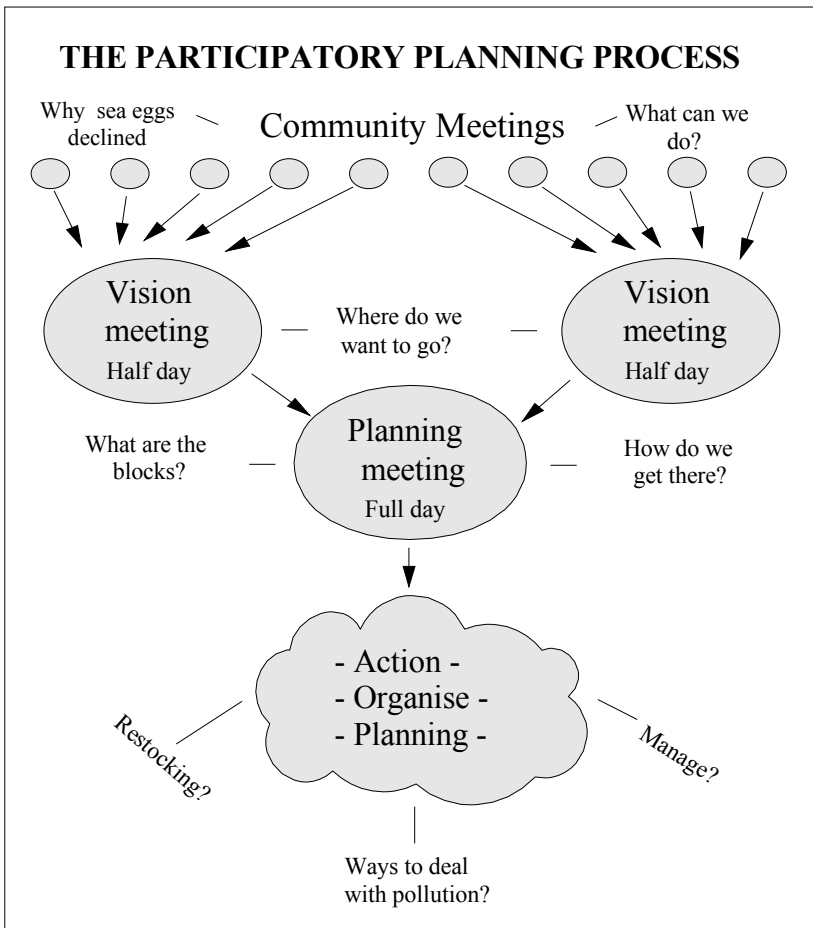 THE PARTICIPATORY PLANNING PROCESS
Why sea eggs
declined
Community Meetings
What can we
do?
Vision
meeting
Half day
Where do we
want to go?
Vision
meeting
Half day
What are the
blocks?
Planning
meeting
Full day
How do we
get there?
- Action -
- Organise -
- Planning -
Restocking?
Manage?
Ways to deal
with pollution?